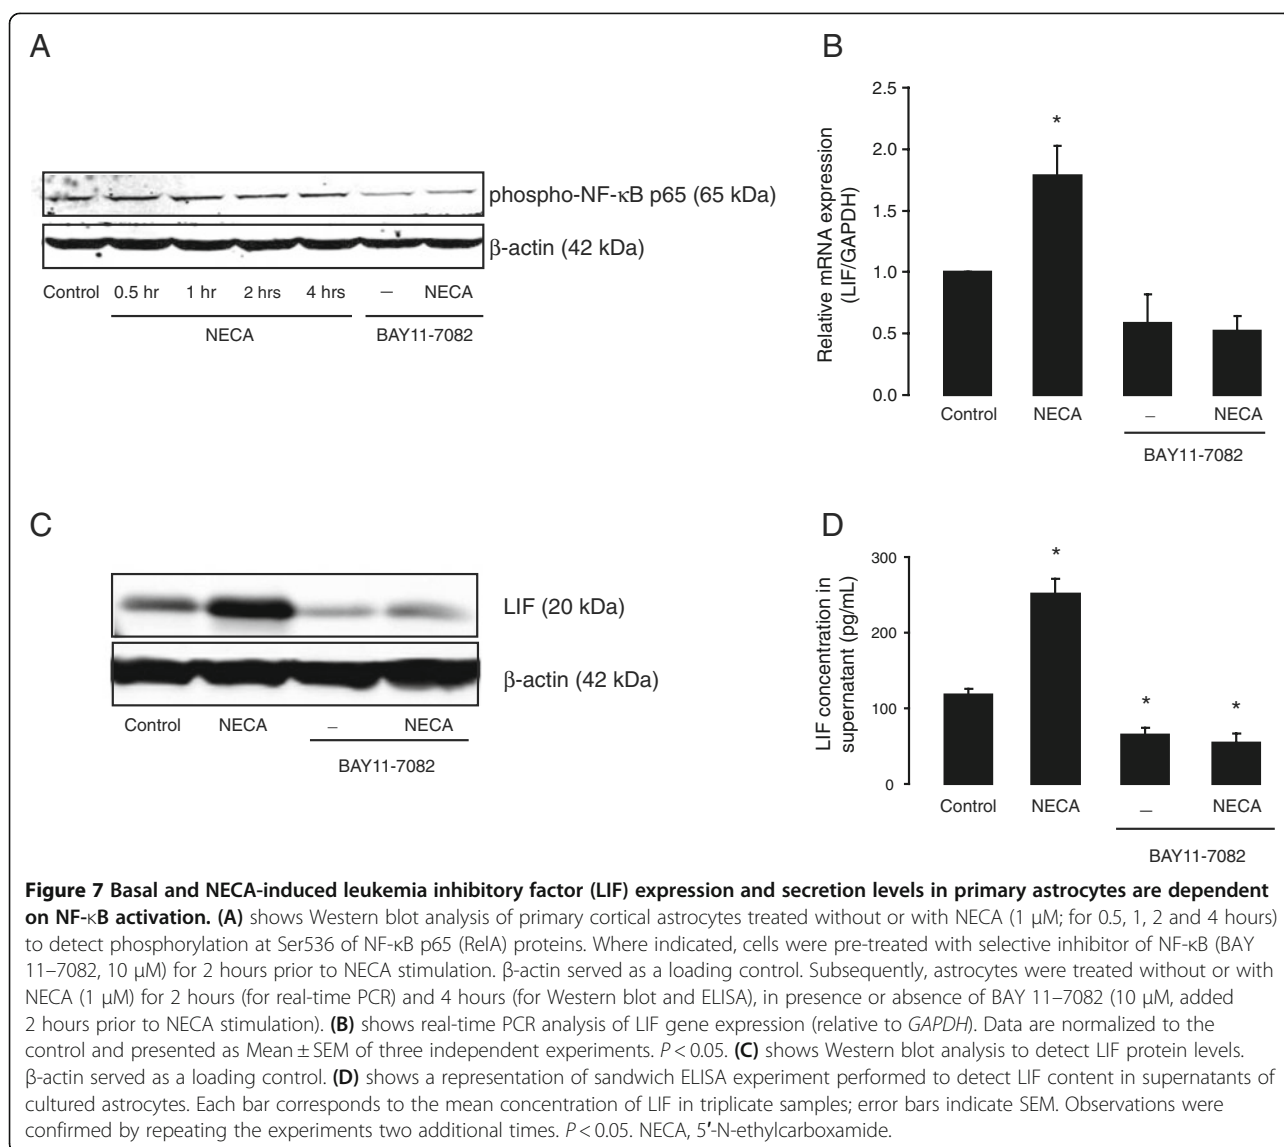 A
phospho-NF-κB p65 (65 kDa)
β-actin (42 kDa)
Control 0.5 hr 1 hr 2 hrs 4 hrs – NECA
NECA BAY11-7082
B
Relative mRNA expression
(LIF/GAPDH)
2.5
2.0
1.5
1.0
0.5
0.0
*
Control NECA – NECA
BAY11-7082
C
LIF (20 kDa)
β-actin (42 kDa)
Control NECA – NECA
BAY11-7082
D
LIF concentration in
supernatant (pg/mL)
300
200
100
0
* * *
Control NECA – NECA
BAY11-7082
Figure 7 Basal and NECA-induced leukemia inhibitory factor (LIF) expression and secretion levels in primary astrocytes are dependent
on NF-κB activation. (A) shows Western blot analysis of primary cortical astrocytes treated without or with NECA (1 μM; for 0.5, 1, 2 and 4 hours)
to detect phosphorylation at Ser536 of NF-κB p65 (RelA) proteins. Where indicated, cells were pre-treated with selective inhibitor of NF-κB (BAY
11–7082, 10 μM) for 2 hours prior to NECA stimulation. β-actin served as a loading control. Subsequently, astrocytes were treated without or with
NECA (1 μM) for 2 hours (for real-time PCR) and 4 hours (for Western blot and ELISA), in presence or absence of BAY 11–7082 (10 μM, added
2 hours prior to NECA stimulation). (B) shows real-time PCR analysis of LIF gene expression (relative to GAPDH). Data are normalized to the
control and presented as Mean ± SEM of three independent experiments. P < 0.05. (C) shows Western blot analysis to detect LIF protein levels.
β-actin served as a loading control. (D) shows a representation of sandwich ELISA experiment performed to detect LIF content in supernatants of
cultured astrocytes. Each bar corresponds to the mean concentration of LIF in triplicate samples; error bars indicate SEM. Observations were
confirmed by repeating the experiments two additional times. P < 0.05. NECA, 5′-N-ethylcarboxamide.